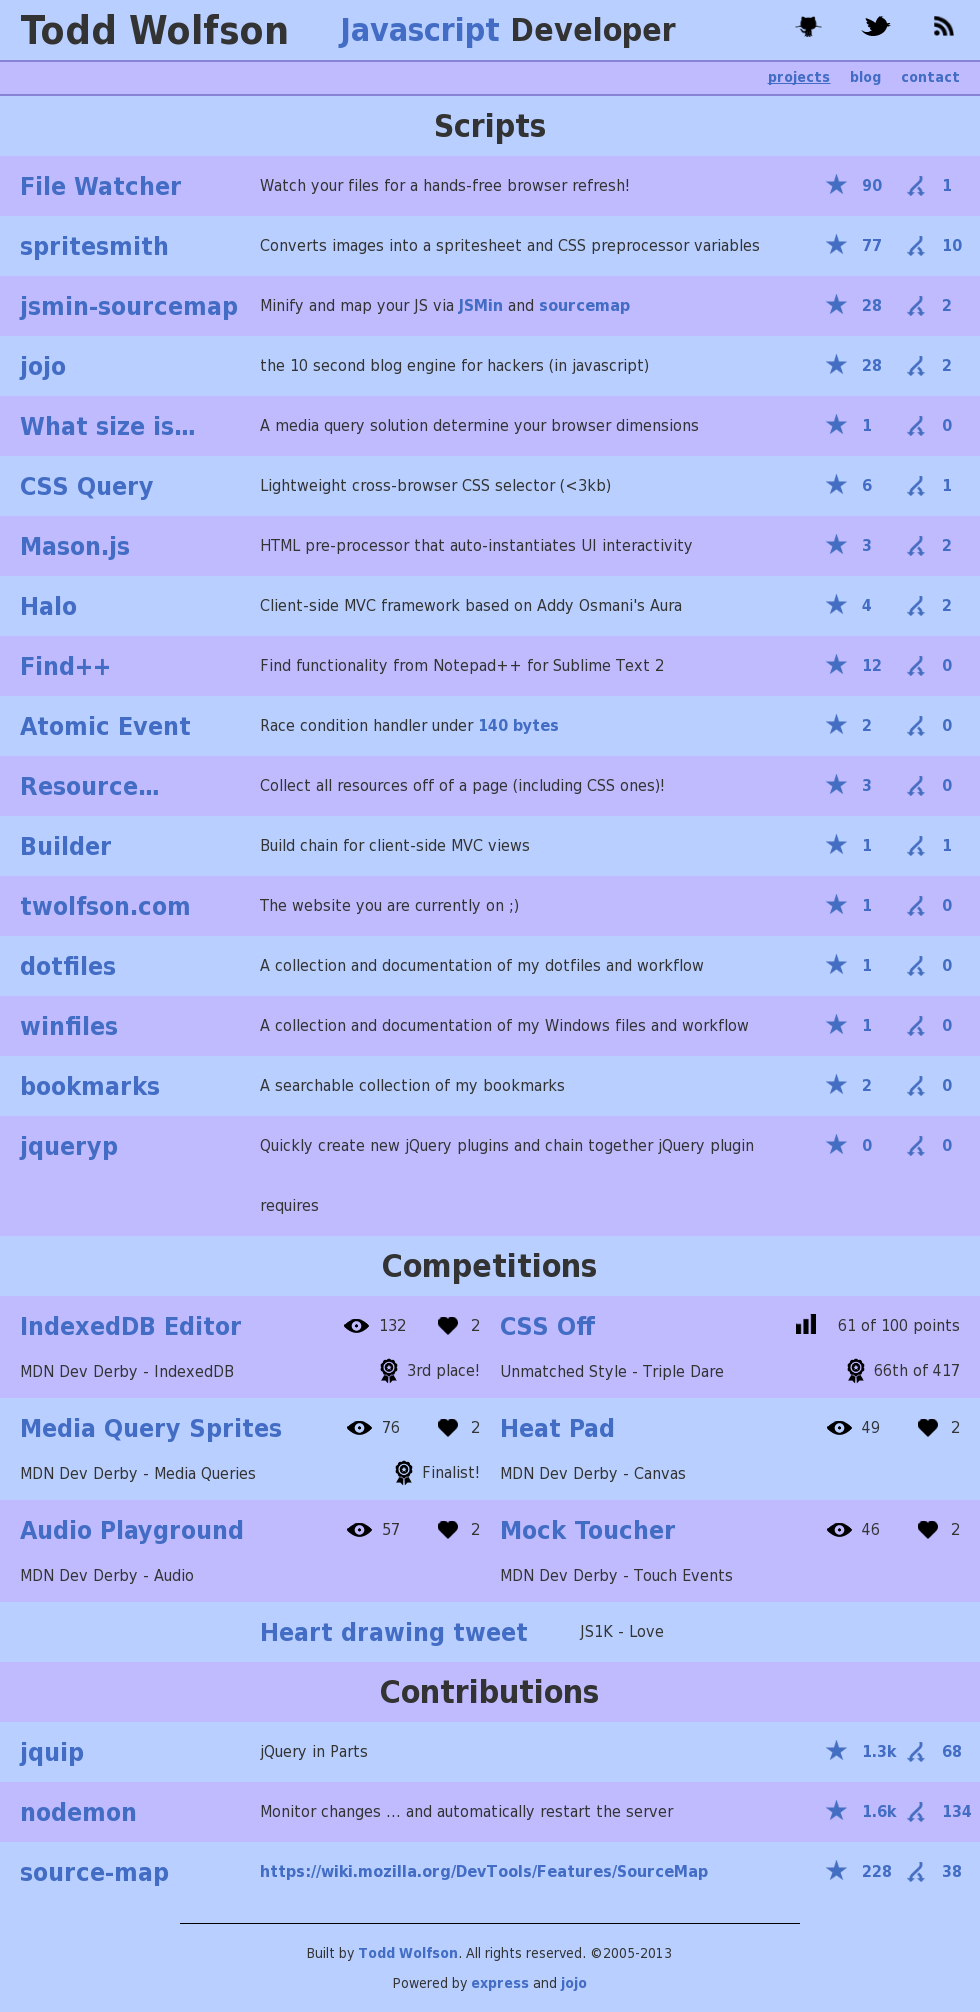 Todd Wolfson Javascript Developer
projects blog contact
Scripts
File Watcher Watch your files for a hands-free browser refresh! 90 1
spritesmith Converts images into a spritesheet and CSS preprocessor variables 77 10
jsmin-sourcemap Minify and map your JS via JSMin and sourcemap 28 2
jojo the 10 second blog engine for hackers (in javascript) 28 2
What size is... A media query solution determine your browser dimensions 1 0
CSS Query Lightweight cross-browser CSS selector (<3kb) 6 1
Mason.js HTML pre-processor that auto-instantiates UI interactivity 3 2
Halo Client-side MVC framework based on Addy Osmani's Aura 4 2
Find++ Find functionality from Notepad++ for Sublime Text 2 12 0
Atomic Event Race condition handler under 140 bytes 2 0
Resource... Collect all resources off of a page (including CSS ones)! 3 0
Builder Build chain for client-side MVC views 1 1
twolfson.com The website you are currently on ;) 1 0
dotfiles A collection and documentation of my dotfiles and workflow 1 0
winfiles A collection and documentation of my Windows files and workflow 1 0
bookmarks A searchable collection of my bookmarks 2 0
jqueryp Quickly create new jQuery plugins and chain together jQuery plugin 0 0
requires
Competitions
IndexedDB Editor 132 2 CSS Off 61 of 100 points
MDN Dev Derby - IndexedDB 3rd place! Unmatched Style - Triple Dare 66th of 417
Media Query Sprites 76 2 Heat Pad 49 2
MDN Dev Derby - Media Queries Finalist! MDN Dev Derby - Canvas
Audio Playground 57 2 Mock Toucher 46 2
MDN Dev Derby - Audio MDN Dev Derby - Touch Events
Heart drawing tweet JS1K - Love
Contributions
jquip jQuery in Parts 1.3k 68
nodemon Monitor changes ... and automatically restart the server 1.6k 134
source-map https://wiki.mozilla.org/DevTools/Features/SourceMap 228 38
Built by Todd Wolfson. All rights reserved. ©2005-2013
Powered by express and jojo